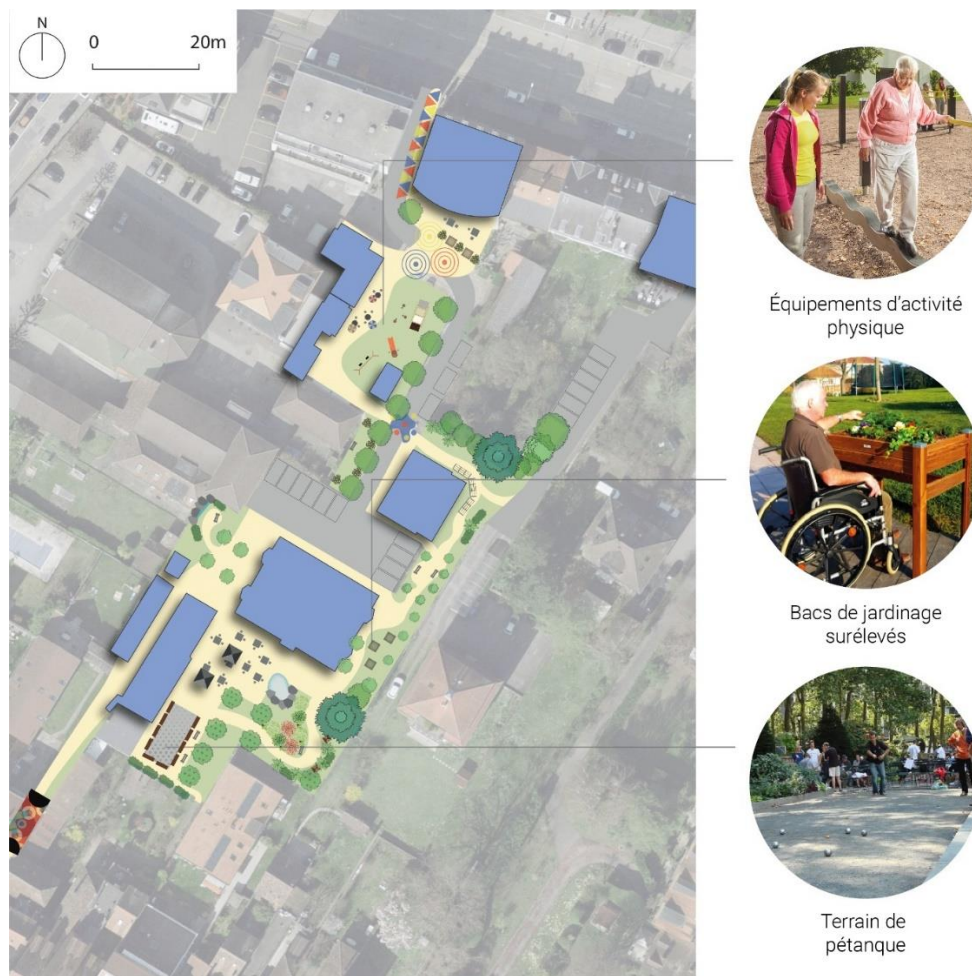 N
0 20m
Équipements d'activité
physique
Bacs de jardinage
surélevés
Terrain de
pétanque